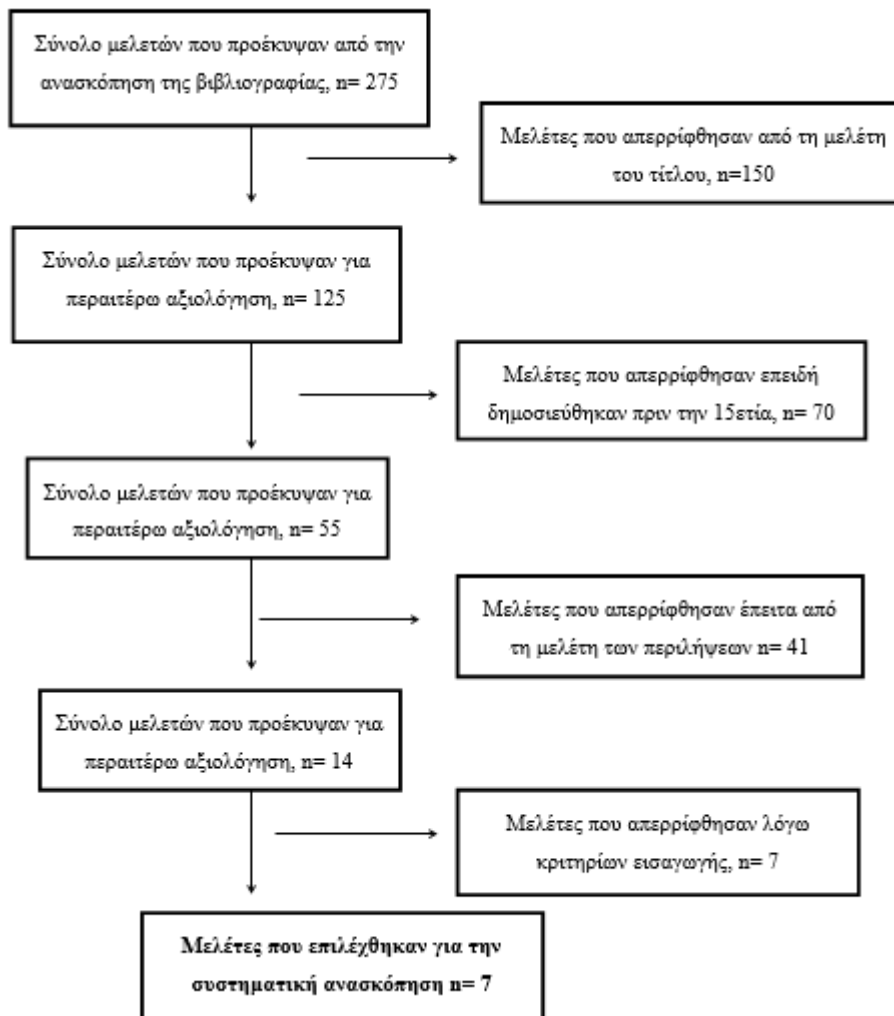 Σύνολο μελετών που προέκυψαν από την
ανασκόπηση της βιβλιογραφίας, n= 275
Μελέτες που απερρίφθησαν από τη μελέτη
του τίτλου, n=150
Σύνολο μελετών που προέκυψαν για
περαιτέρω αξιολόγηση, n= 125
Μελέτες που απερρίφθησαν επειδή
δημοσιεύθηκαν πριν την 15ετία, n= 70
Σύνολο μελετών που προέκυψαν για
περαιτέρω αξιολόγηση, n= 55
Μελέτες που απερρίφθησαν έπειτα από
τη μελέτη των περιλήψεων n= 41
Σύνολο μελετών που προέκυψαν για
περαιτέρω αξιολόγηση, n= 14
Μελέτες που απερρίφθησαν λόγω
κριτηρίων εισαγωγής, n= 7
Μελέτες που επιλέχθηκαν για την
συστηματική ανασκόπηση n= 7